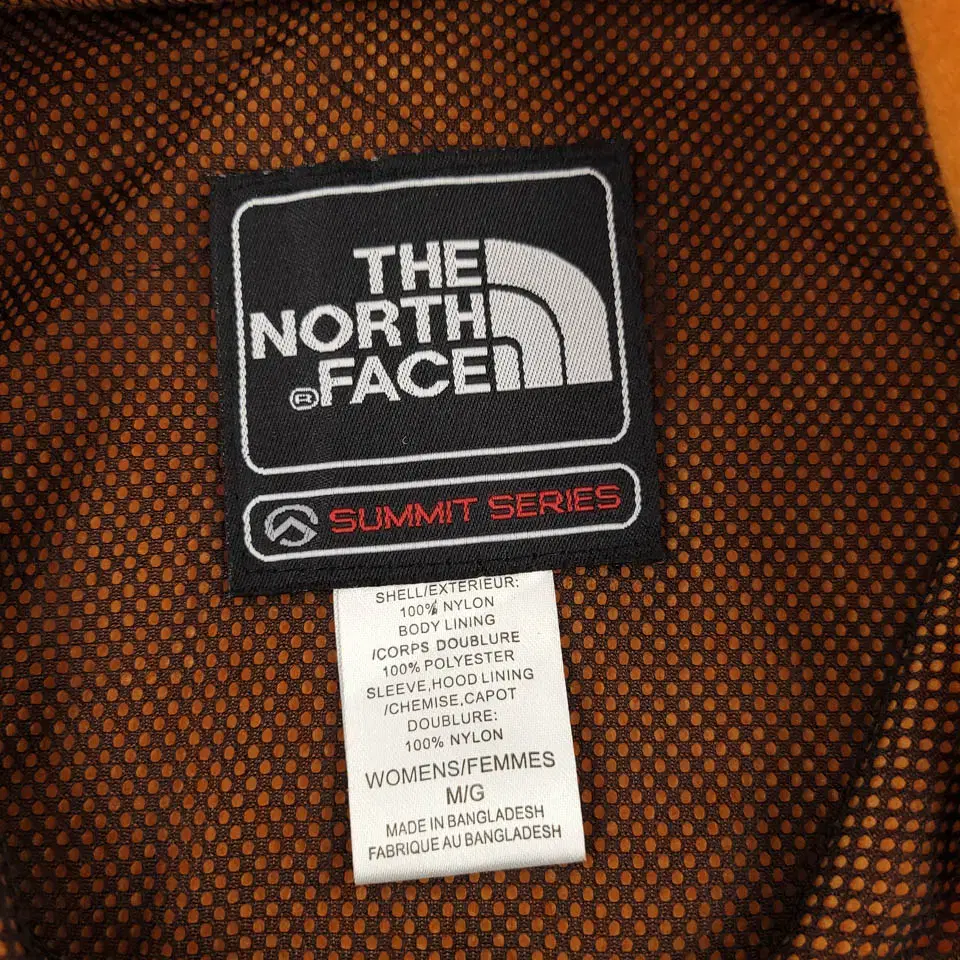 THE
NORTH
®FACE
SUMMIT SERIES
SHELL/EXTERIEUR:
100% NYLON
BODY LINING
/CORPS DOUBLURE
100% POLYESTER
SLEEVE,HOOD LINING
/CHEMISE,CAPOT
DOUBLURE:
100% NYLON
WOMENS/FEMMES
M/G
MADE IN BANGLADESH
FABRIQUE AU BANGLADESH